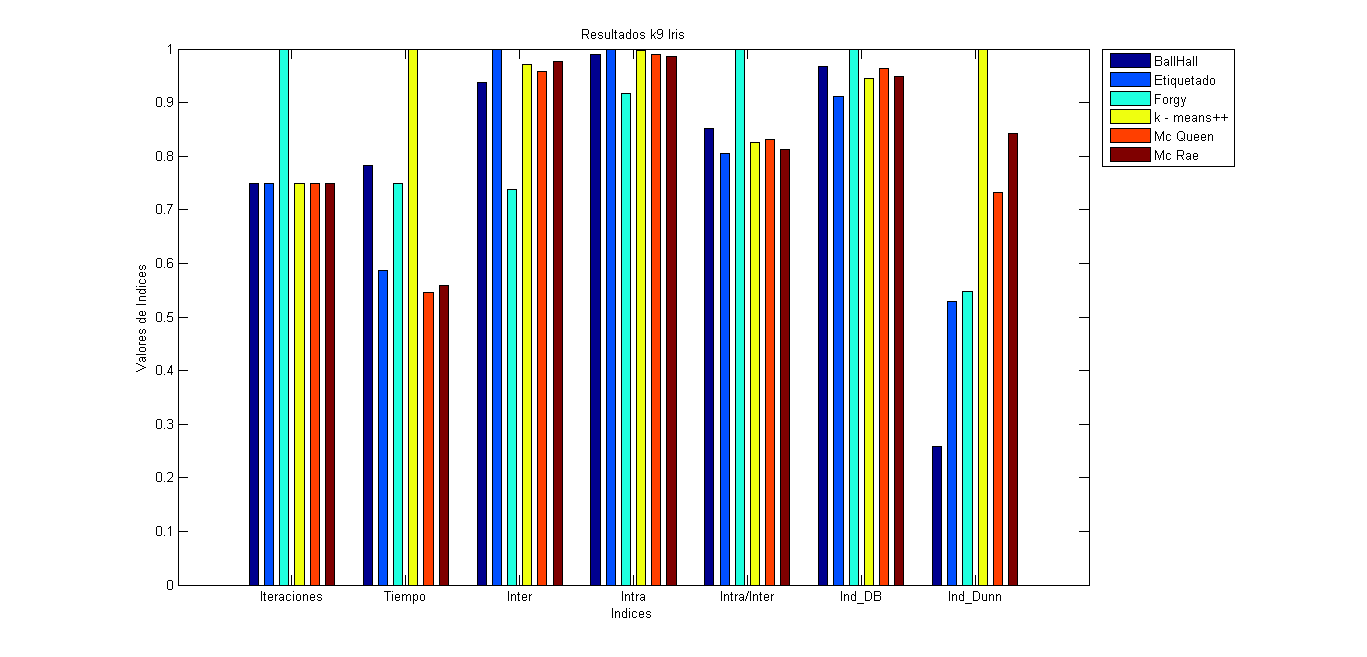 Resultados k9 Iris
1
0.9
0.8
0.7
0.6
0.5
0.4
0.3
0.2
0.1
0
Valores de Indices
Iteraciones Tiempo Inter Intra Intra/Inter Ind_DB Ind_Dunn
Indices
BallHall
Etiquetado
Forgy
k - means++
Mc Queen
Mc Rae